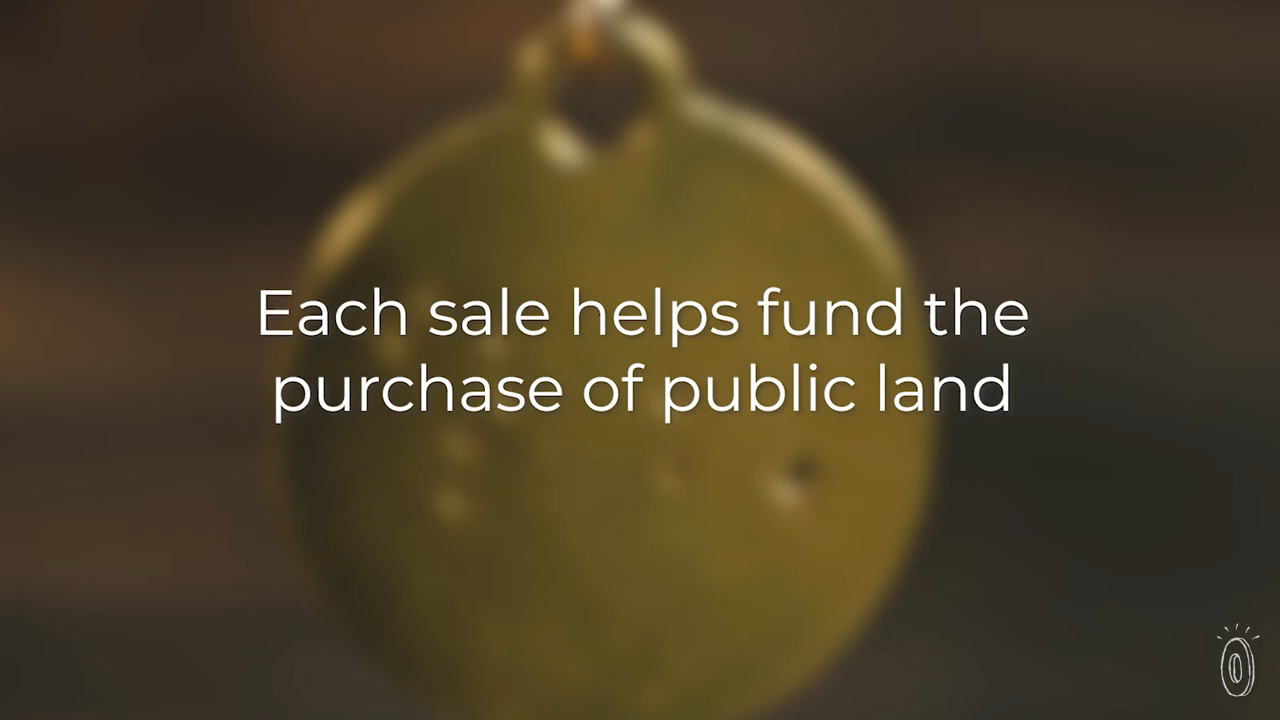 Each sale helps fund the
purchase of public land